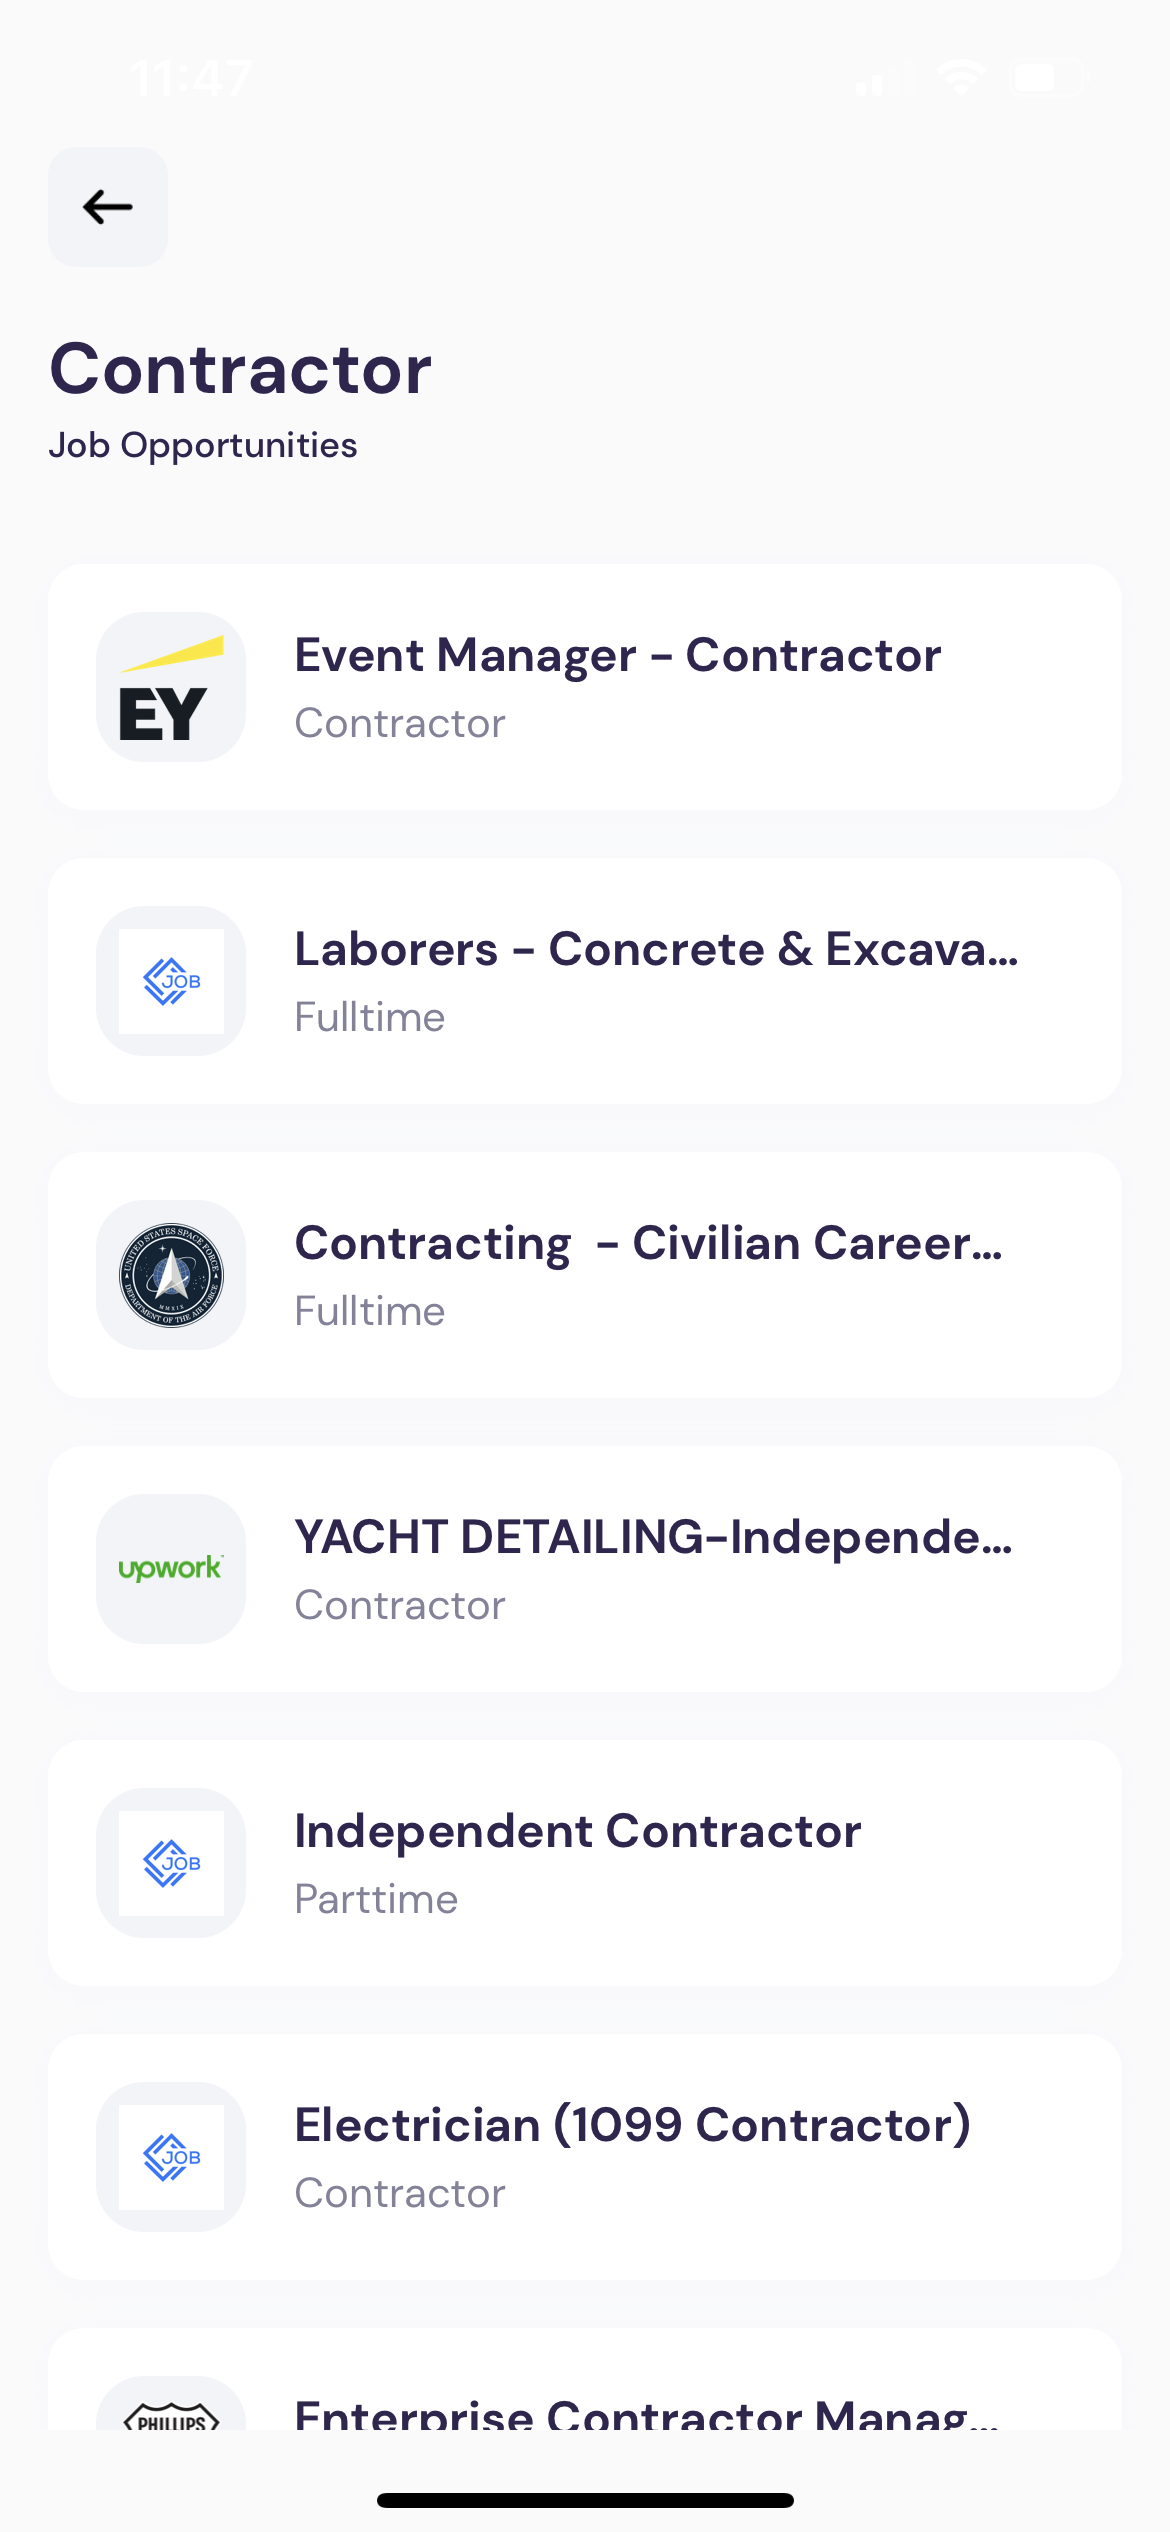 11:47
Contractor
Job Opportunities
EY
Event Manager - Contractor
Contractor
JOB
Laborers - Concrete & Excava...
Fulltime
UNITED STATES SPACE FORCE
DEPARTMENT OF THE AIR FORCE
MMXIX
Contracting  - Civilian Career...
Fulltime
upwork
YACHT DETAILING-Independe...
Contractor
JOB
Independent Contractor
Parttime
JOB
Electrician (1099 Contractor)
Contractor
PHILLIPS
Enterprise Contractor Manag...